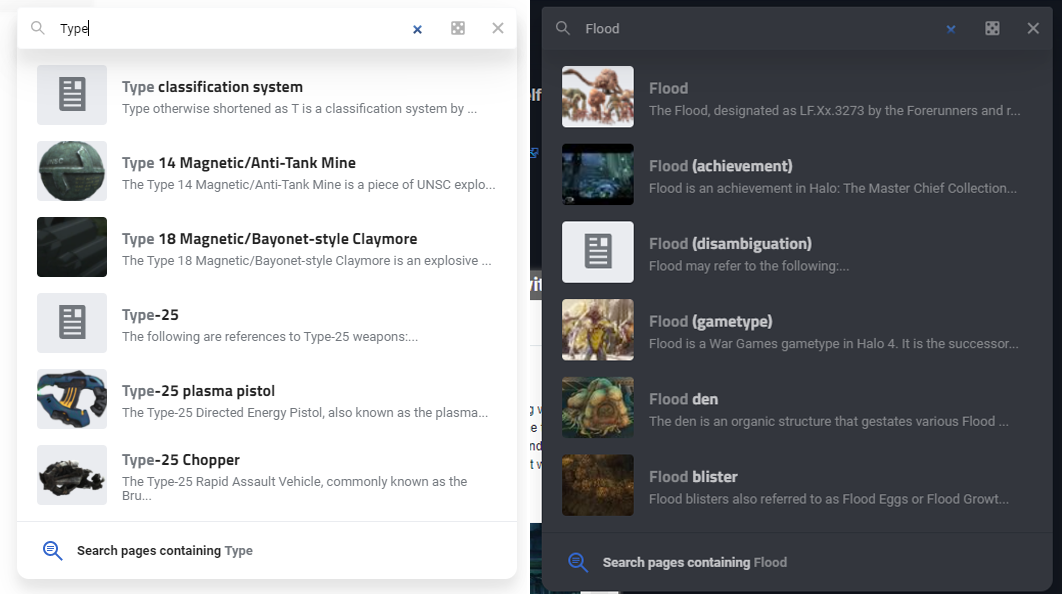 Type
Type classification system
Type otherwise shortened as T is a classification system by ...
Type 14 Magnetic/Anti-Tank Mine
The Type 14 Magnetic/Anti-Tank Mine is a piece of UNSC explo...
Type 18 Magnetic/Bayonet-style Claymore
The Type 18 Magnetic/Bayonet-style Claymore is an explosive ...
Type-25
The following are references to Type-25 weapons:...
Type-25 plasma pistol
The Type-25 Directed Energy Pistol, also known as the plasma...
Type-25 Chopper
The Type-25 Rapid Assault Vehicle, commonly known as the
Bru...
Search pages containing Type
Flood
Flood
The Flood, designated as LF.Xx.3273 by the Forerunners and r...
Flood (achievement)
Flood is an achievement in Halo: The Master Chief Collection...
Flood (disambiguation)
Flood may refer to the following:...
Flood (gametype)
Flood is a War Games gametype in Halo 4. It is the successor...
Flood den
The den is an organic structure that gestates various Flood ...
Flood blister
Flood blisters also referred to as Flood Eggs or Flood Growt...
Search pages containing Flood